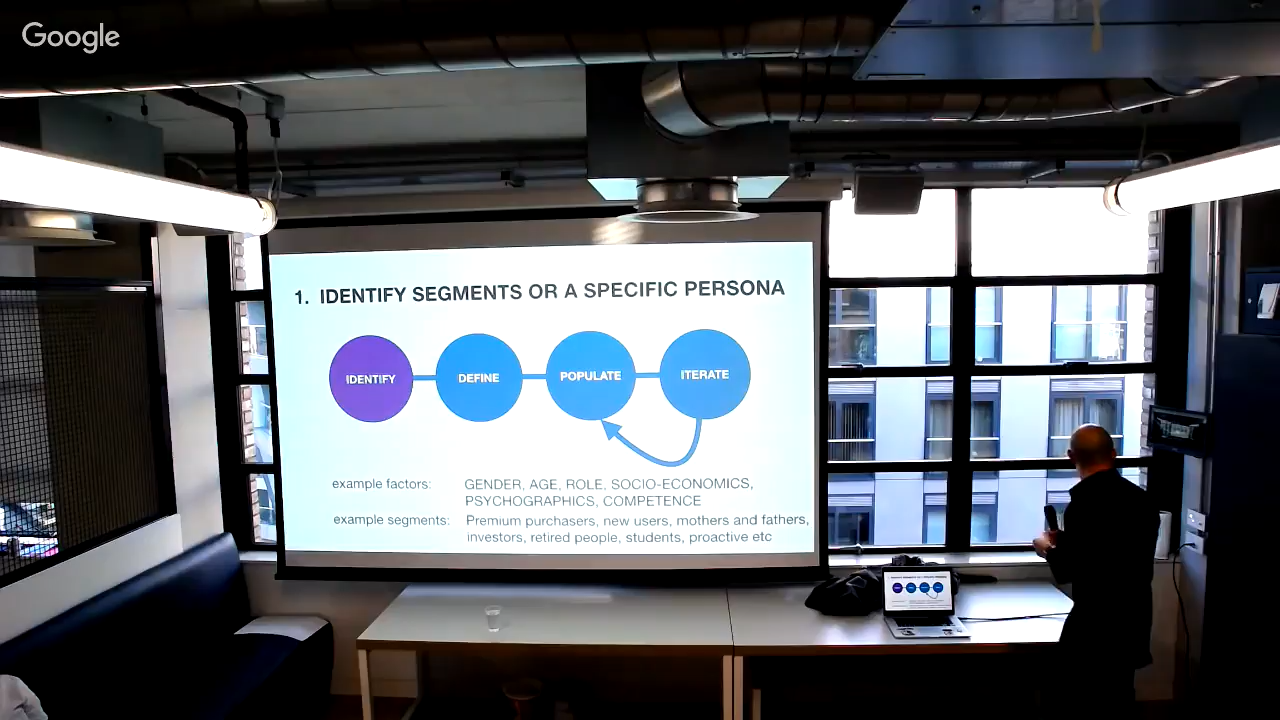 Google
1. IDENTIFY SEGMENTS OR A SPECIFIC PERSONA
IDENTIFY
DEFINE
POPULATE
ITERATE
example factors: GENDER, AGE, ROLE, SOCIO-ECONOMICS,
PSYCHOGRAPHICS, COMPETENCE
example segments: Premium purchasers, new users, mothers and fathers,
investors, retired people, students, proactive etc